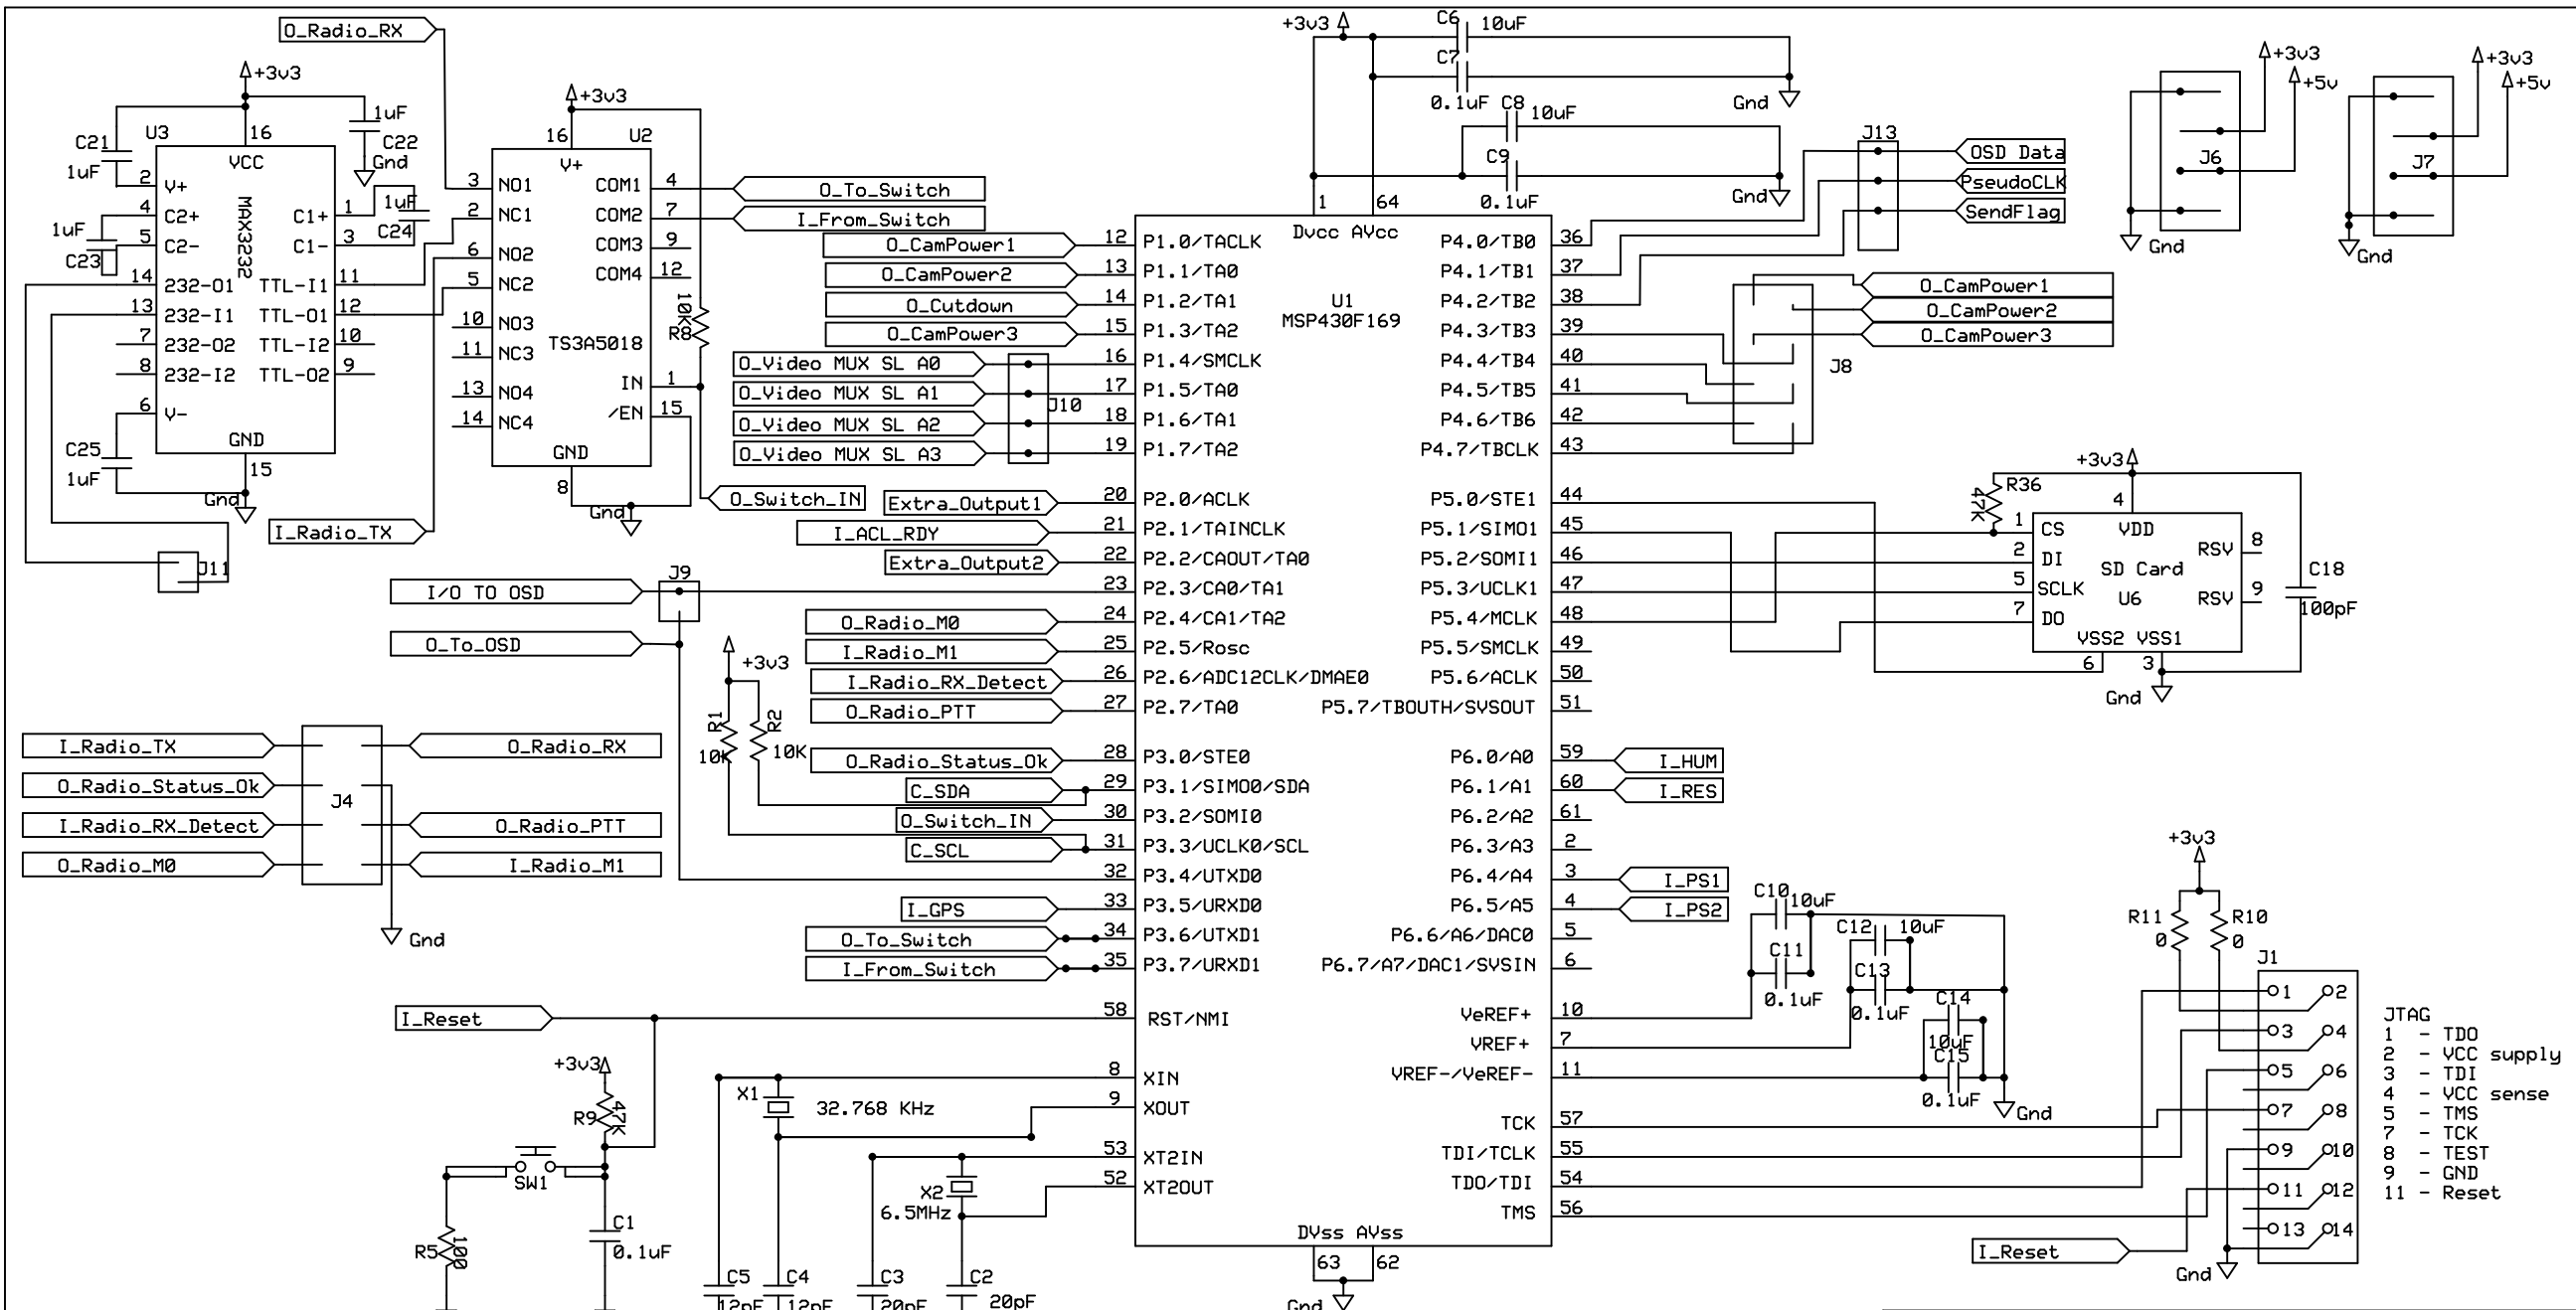 O_Radio_RX
+3v3
C21
1uF
1uF
C22
Gnd
U3
16
VCC
MAX3232
2 V+
4 C2+
5 C2-
14 232-O1
13 232-I1
7 232-O2
8 232-I2
6 V-
C1+ 1
C1- 3
TTL-I1 11
TTL-O1 12
TTL-I2 10
TTL-O2 9
GND
15
1uF
C23
1uF
C24
C25
1uF
Gnd
J11
I_Radio_TX
+3v3
16
U2
V+
3 NO1
2 NC1
6 NO2
5 NC2
10 NO3
11 NC3
13 NO4
14 NC4
COM1 4
COM2 7
COM3 9
COM4 12
TS3A5018
IN 1
/EN 15
GND
8
Gnd
10K
R8
O_To_Switch
I_From_Switch
O_CamPower1
O_CamPower2
O_Cutdown
O_CamPower3
O_Video MUX SL A0
O_Video MUX SL A1
O_Video MUX SL A2
O_Video MUX SL A3
J10
O_Switch_IN
Extra_Output1
I_ACL_RDY
Extra_Output2
I/O TO OSD
J9
O_To_OSD
O_Radio_M0
I_Radio_M1
I_Radio_RX_Detect
O_Radio_PTT
+3v3
R1
10K
R2
10K
O_Radio_Status_Ok
C_SDA
O_Switch_IN
C_SCL
I_GPS
O_To_Switch
I_From_Switch
I_Radio_TX
O_Radio_Status_Ok
I_Radio_RX_Detect
O_Radio_M0
J4
O_Radio_RX
O_Radio_PTT
I_Radio_M1
Gnd
I_Reset
+3v3
R9
47K
SW1
R5
100
C1
0.1uF
X1
32.768 KHz
X2
6.5MHz
C5
12pF
C4
12pF
C3
20pF
C2
20pF
+3v3
C6
10uF
C7
0.1uF
Gnd
C8
10uF
C9
0.1uF
Gnd
1
64
DVcc AVcc
U1
MSP430F169
12 P1.0/TACLK
13 P1.1/TA0
14 P1.2/TA1
15 P1.3/TA2
16 P1.4/SMCLK
17 P1.5/TA0
18 P1.6/TA1
19 P1.7/TA2
20 P2.0/ACLK
21 P2.1/TAINCLK
22 P2.2/CAOUT/TA0
23 P2.3/CA0/TA1
24 P2.4/CA1/TA2
25 P2.5/Rosc
26 P2.6/ADC12CLK/DMAE0
27 P2.7/TA0
28 P3.0/STE0
29 P3.1/SIMO0/SDA
30 P3.2/SOMI0
31 P3.3/UCLK0/SCL
32 P3.4/UTXD0
33 P3.5/URXD0
34 P3.6/UTXD1
35 P3.7/URXD1
58 RST/NMI
8 XIN
9 XOUT
53 XT2IN
52 XT2OUT
P4.0/TB0 36
P4.1/TB1 37
P4.2/TB2 38
P4.3/TB3 39
P4.4/TB4 40
P4.5/TB5 41
P4.6/TB6 42
P4.7/TBCLK 43
P5.0/STE1 44
P5.1/SIMO1 45
P5.2/SOMI1 46
P5.3/UCLK1 47
P5.4/MCLK 48
P5.5/SMCLK 49
P5.6/ACLK 50
P5.7/TBOUTH/SVSOUT 51
P6.0/A0 59
P6.1/A1 60
P6.2/A2 61
P6.3/A3 2
P6.4/A4 3
P6.5/A5 4
P6.6/A6/DAC0 5
P6.7/A7/DAC1/SVSIN 6
VeREF+ 10
VREF+ 7
VREF-/VeREF- 11
TCK 57
TDI/TCLK 55
TDO/TDI 54
TMS 56
DVss AVss
63
62
Gnd
J13
OSD Data
PseudoCLK
SendFlag
O_CamPower1
O_CamPower2
O_CamPower3
J8
+3v3
+5v
J6
Gnd
+3v3
+5v
J7
Gnd
+3v3
R36
47K
4
VDD
1 CS
2 DI
5 SCLK
7 DO
RSV 8
RSV 9
SD Card
U6
VSS2 VSS1
6
3
C18
100pF
Gnd
I_HUM
I_RES
I_PS1
I_PS2
C10
10uF
C11
0.1uF
C12
10uF
C13
0.1uF
C14
10uF
C15
0.1uF
Gnd
+3v3
R11
0
R10
0
J1
1 2
3 4
5 6
7 8
9 10
11 12
13 14
I_Reset
Gnd
JTAG
1 - TDO
2 - VCC supply
3 - TDI
4 - VCC sense
5 - TMS
7 - TCK
8 - TEST
9 - GND
11 - Reset